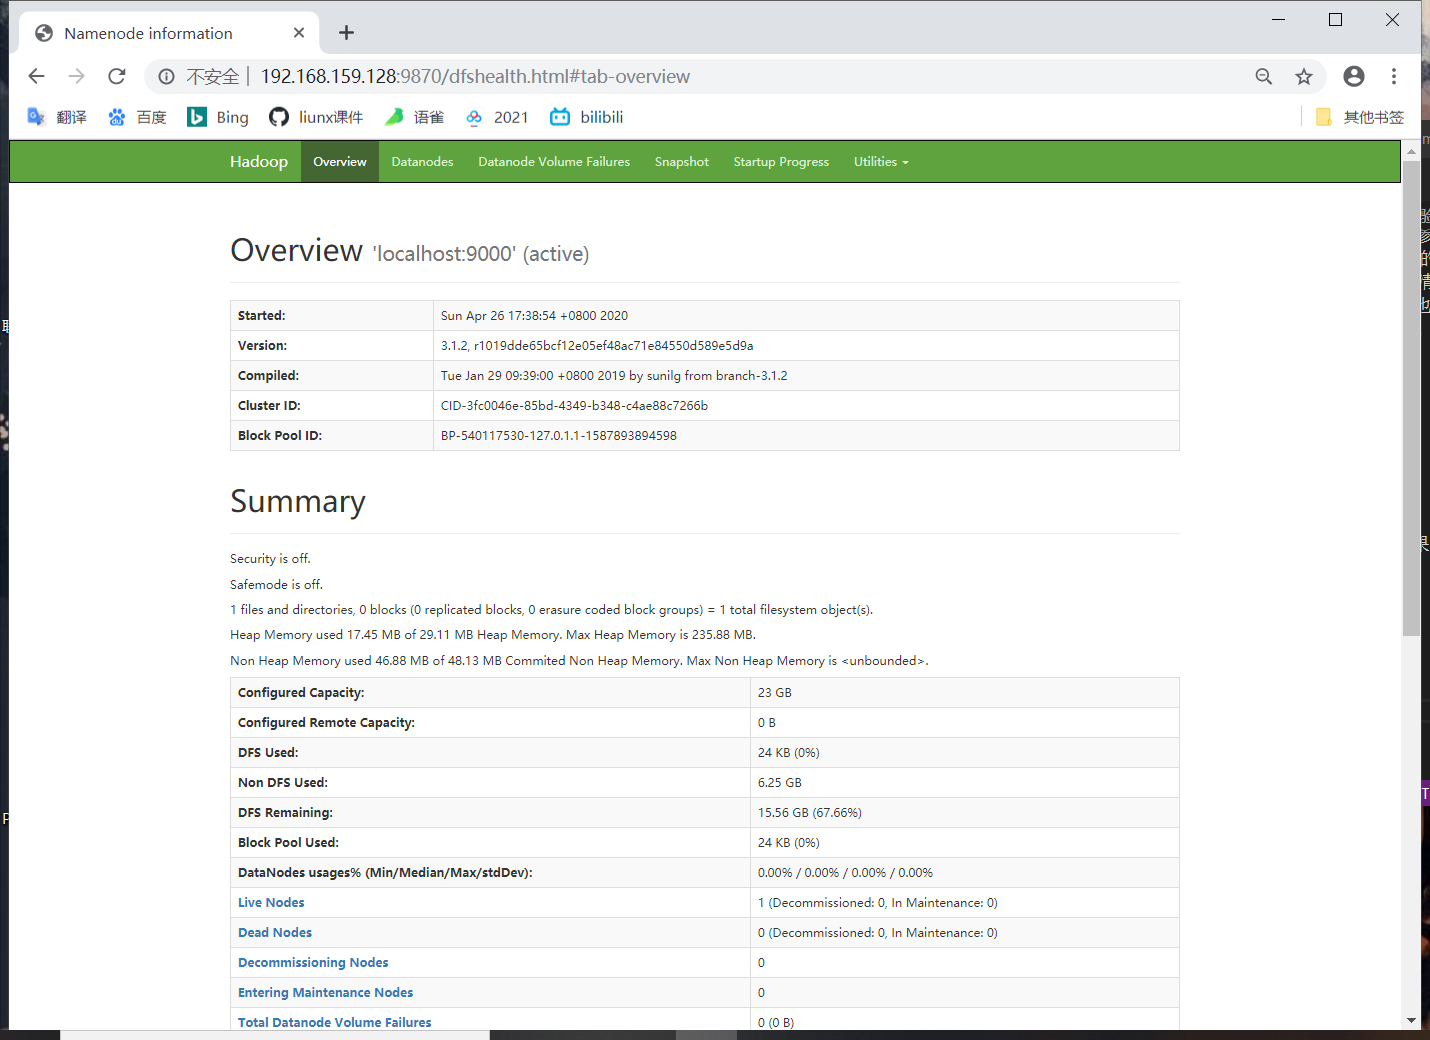 Namenode information
不安全 192.168.159.128:9870/dfshealth.html#tab-overview
翻译 百度 Bing liunx课件 语雀 2021 bilibili 其他书签
Hadoop Overview Datanodes Datanode Volume Failures Snapshot Startup Progress Utilities
Overview 'localhost:9000' (active)
Started: Sun Apr 26 17:38:54 +0800 2020
Version: 3.1.2, r1019dde65bcf12e05ef48ac71e84550d589e5d9a
Compiled: Tue Jan 29 09:39:00 +0800 2019 by sunilg from branch-3.1.2
Cluster ID: CID-3fc0046e-85bd-4349-b348-c4ae88c7266b
Block Pool ID: BP-540117530-127.0.1.1-1587893894598
Summary
Security is off.
Safemode is off.
1 files and directories, 0 blocks (0 replicated blocks, 0 erasure coded block groups) = 1 total filesystem object(s).
Heap Memory used 17.45 MB of 29.11 MB Heap Memory. Max Heap Memory is 235.88 MB.
Non Heap Memory used 46.88 MB of 48.13 MB Commited Non Heap Memory. Max Non Heap Memory is <unbounded>.
Configured Capacity: 23 GB
Configured Remote Capacity: 0 B
DFS Used: 24 KB (0%)
Non DFS Used: 6.25 GB
DFS Remaining: 15.56 GB (67.66%)
Block Pool Used: 24 KB (0%)
DataNodes usages% (Min/Median/Max/stdDev): 0.00% / 0.00% / 0.00% / 0.00%
Live Nodes 1 (Decommissioned: 0, In Maintenance: 0)
Dead Nodes 0 (Decommissioned: 0, In Maintenance: 0)
Decommissioning Nodes 0
Entering Maintenance Nodes 0
Total Datanode Volume Failures 0 (0 B)